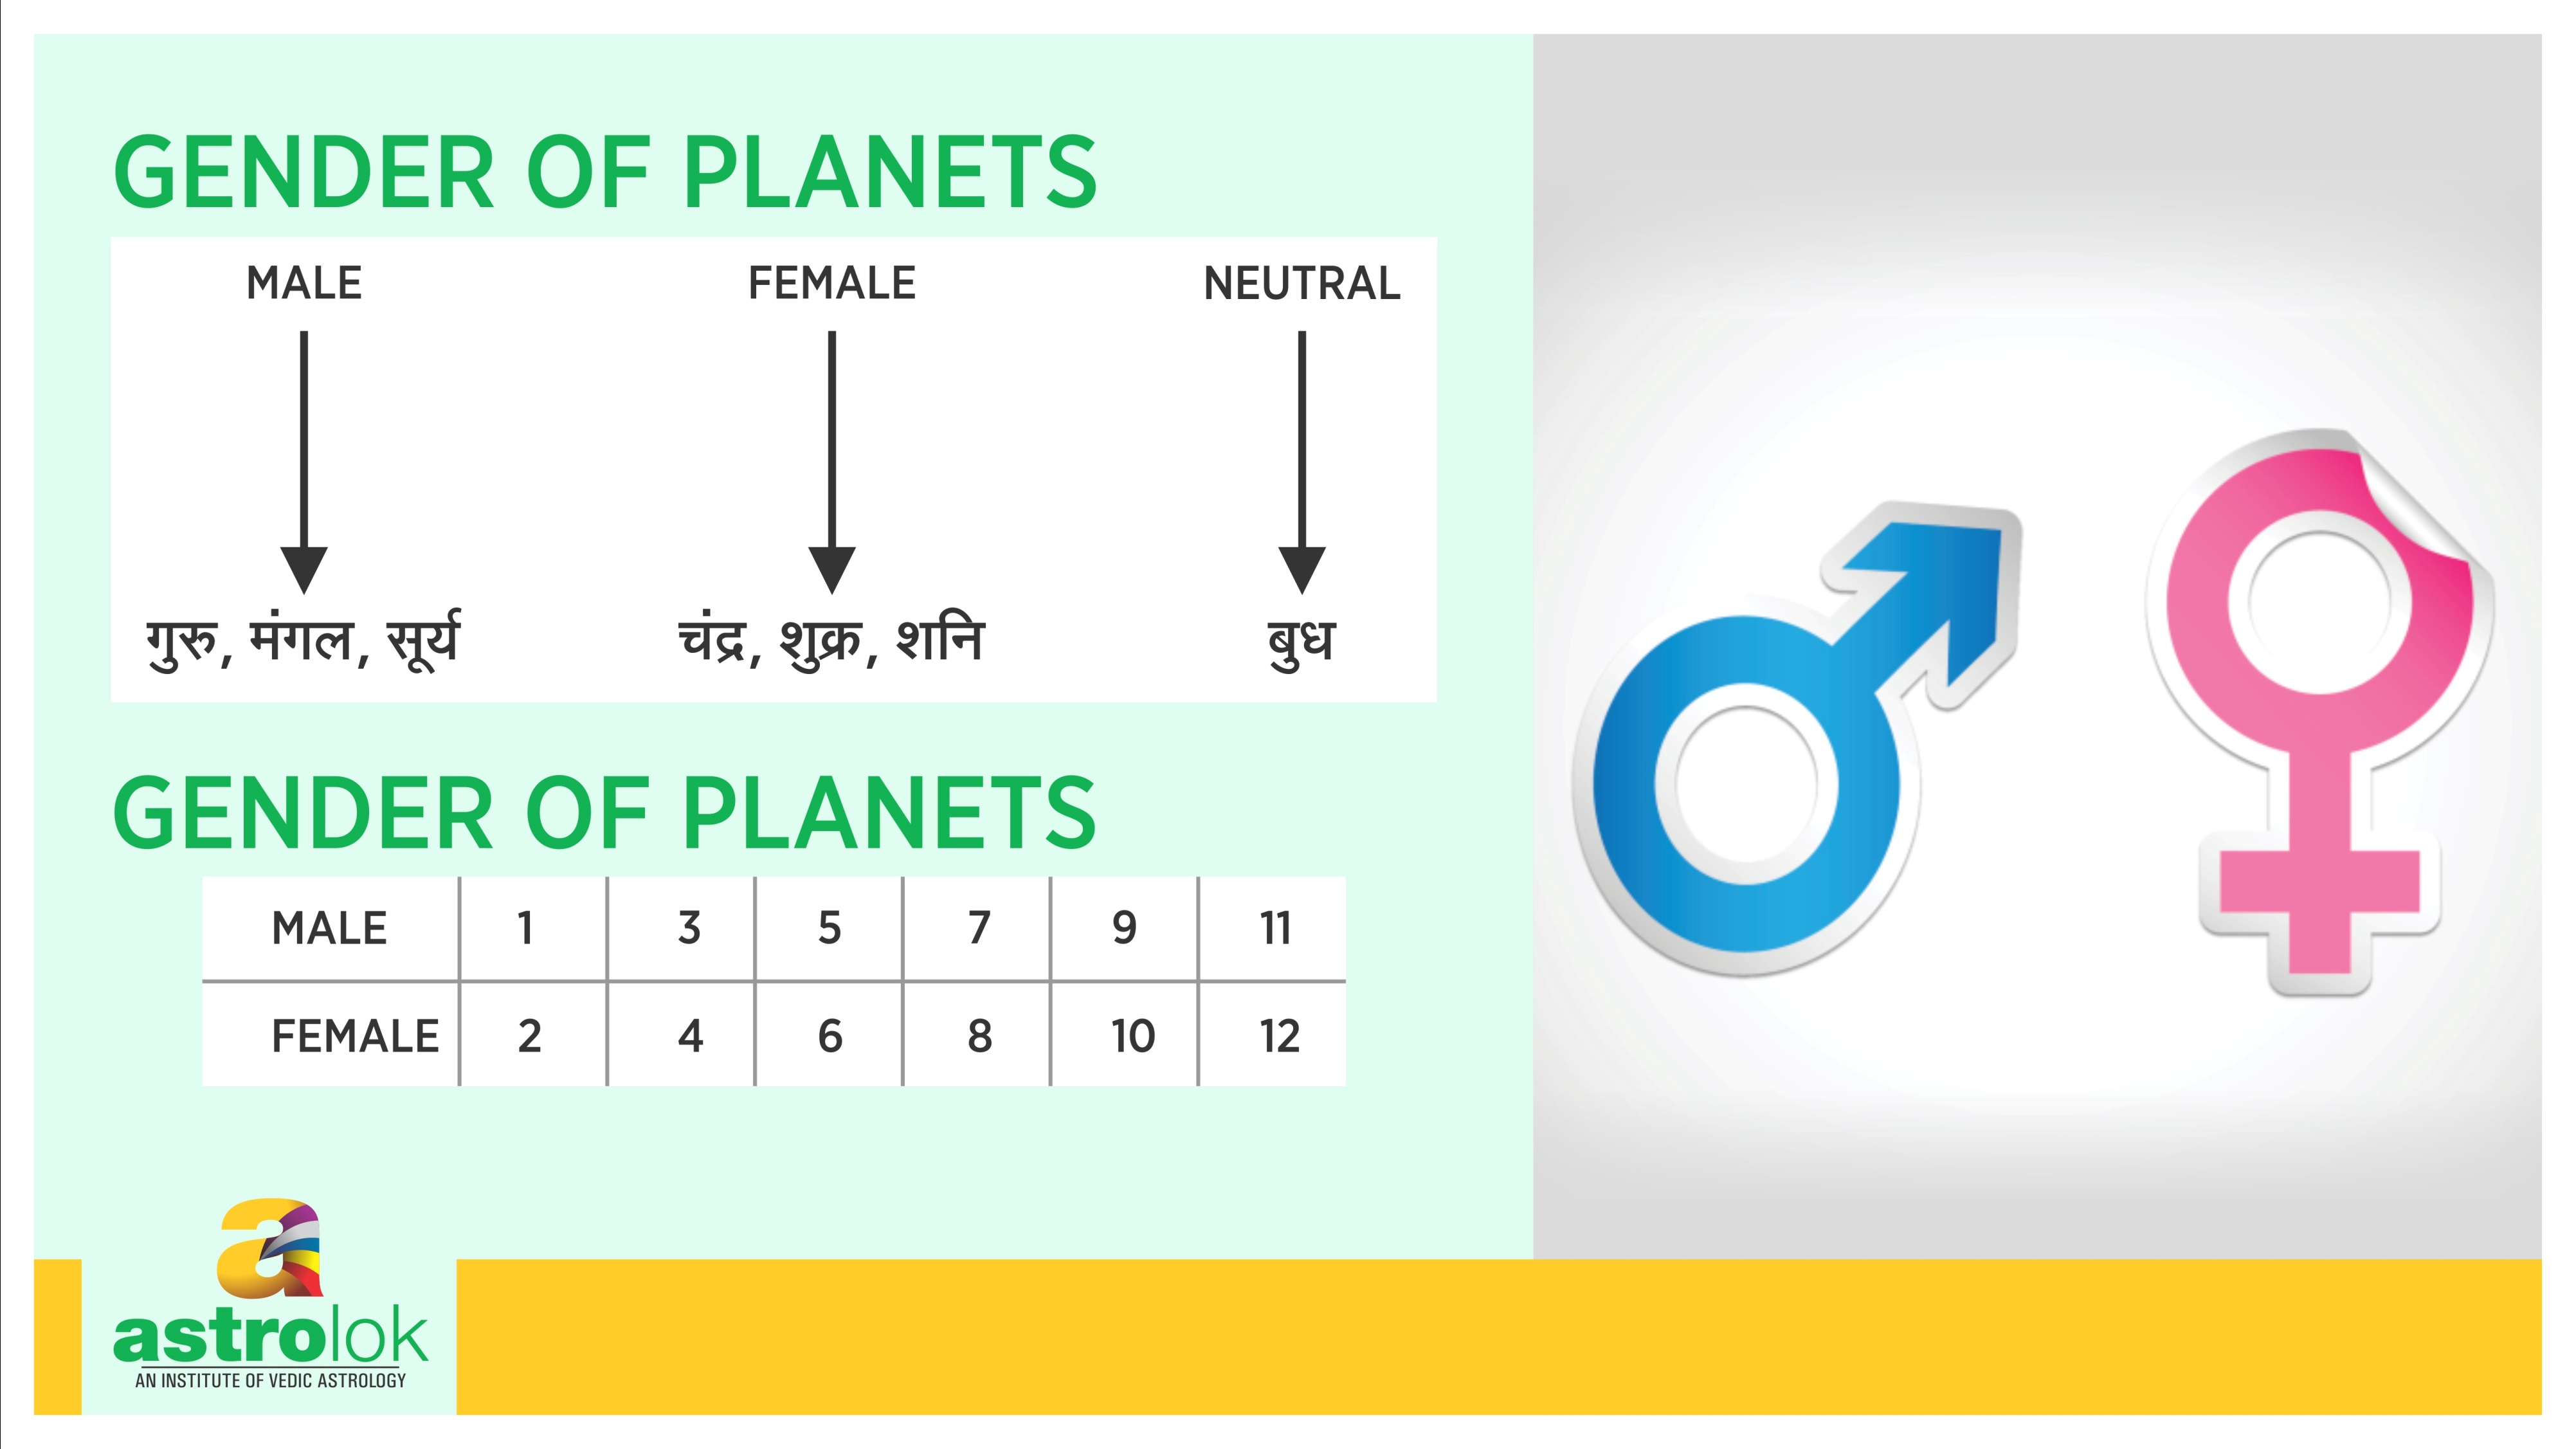 GENDER OF PLANETS
MALE FEMALE NEUTRAL
गुरु, मंगल, सूर्य चंद्र, शुक्र, शनि बुध
GENDER OF PLANETS
MALE 1 3 5 7 9 11
FEMALE 2 4 6 8 10 12
a
astrolok
AN INSTITUTE OF VEDIC ASTROLOGY